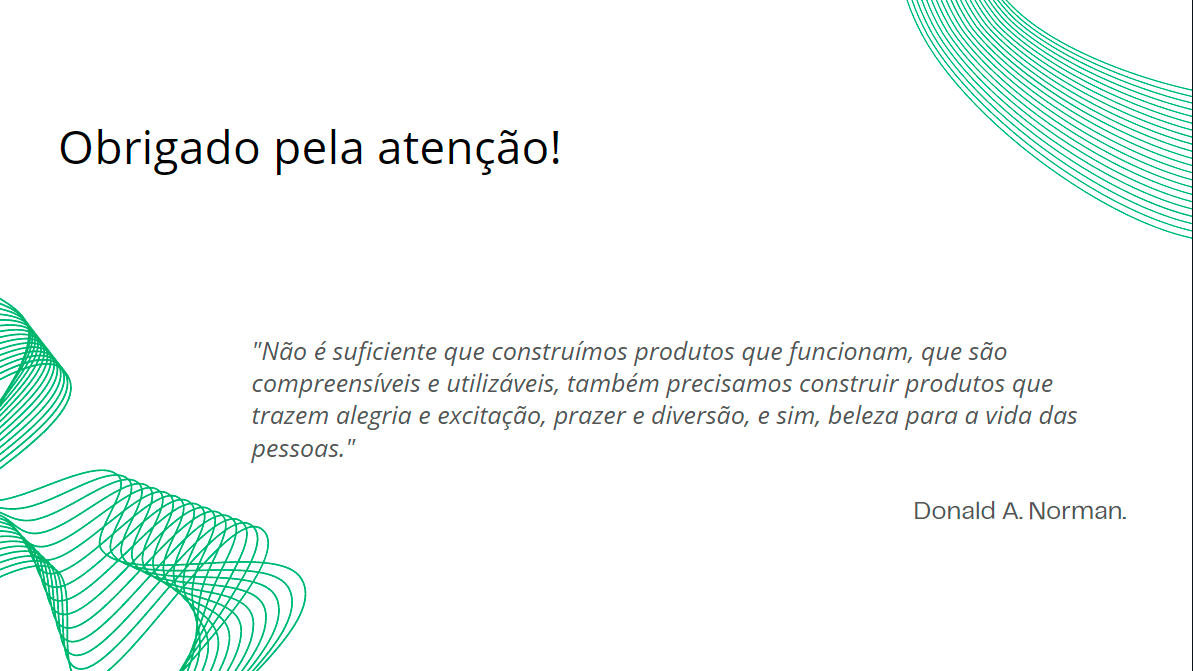 Obrigado pela atenção!
"Não é suficiente que construímos produtos que funcionam, que são
compreensíveis e utilizáveis, também precisamos construir produtos que
trazem alegria e excitação, prazer e diversão, e sim, beleza para a vida das
pessoas."
Donald A. Norman.